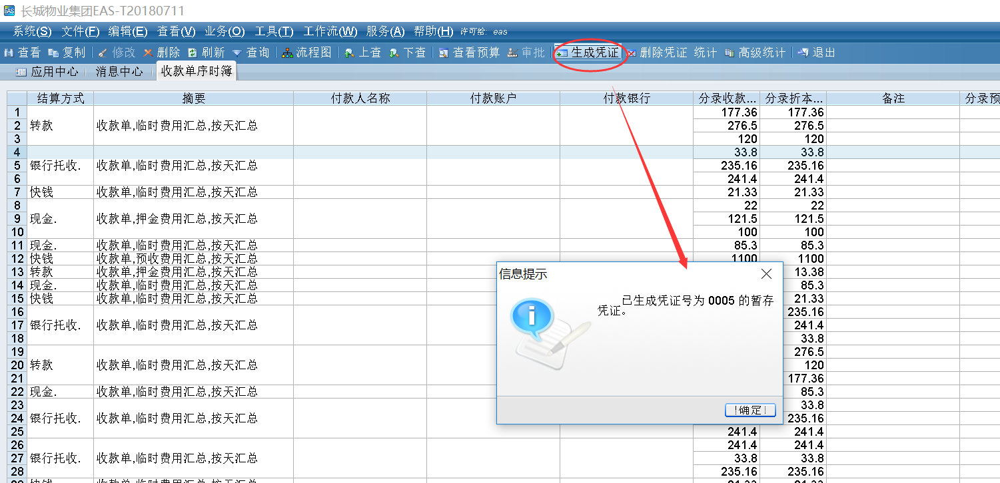 长城物业集团EAS-T20180711
系统(S) 文件(F) 编辑(E) 查看(V) 业务(O) 工具(T) 工作流(W) 服务(A) 帮助(H) 许可给: eas
查看 复制 修改 删除 刷新 查询 流程图 上查 下查 查看预算 审批 生成凭证 删除凭证 统计 高级统计 退出
应用中心 消息中心 收款单序时簿
结算方式 摘要 付款人名称 付款账户 付款银行 分录收款... 分录折本... 备注 分录预
1 177.36 177.36
2 转款 收款单,临时费用汇总,按天汇总 276.5 276.5
3 120 120
4 33.8 33.8
5 银行托收. 收款单,临时费用汇总,按天汇总 235.16 235.16
6 241.4 241.4
7 快钱 收款单,临时费用汇总,按天汇总 21.33 21.33
8 22 22
9 现金. 收款单,押金费用汇总,按天汇总 121.5 121.5
10 100 100
11 现金. 收款单,临时费用汇总,按天汇总 85.3 85.3
12 快钱 收款单,预收费用汇总,按天汇总 1100 1100
13 转款 收款单,押金费用汇总,按天汇总 13.38
14 现金. 收款单,临时费用汇总,按天汇总 85.3
15 快钱 收款单,临时费用汇总,按天汇总 21.33
16 235.16
17 银行托收. 收款单,临时费用汇总,按天汇总 241.4
18 33.8
19 276.5
20 转款 收款单,临时费用汇总,按天汇总 120
21 177.36
22 现金. 收款单,临时费用汇总,按天汇总 85.3
23 33.8
24 银行托收. 收款单,临时费用汇总,按天汇总 235.16
25 241.4 241.4
26 241.4 241.4
27 银行托收. 收款单,临时费用汇总,按天汇总 33.8 33.8
28 235.16 235.16
信息提示
已生成凭证号为 0005 的暂存
凭证。
确定